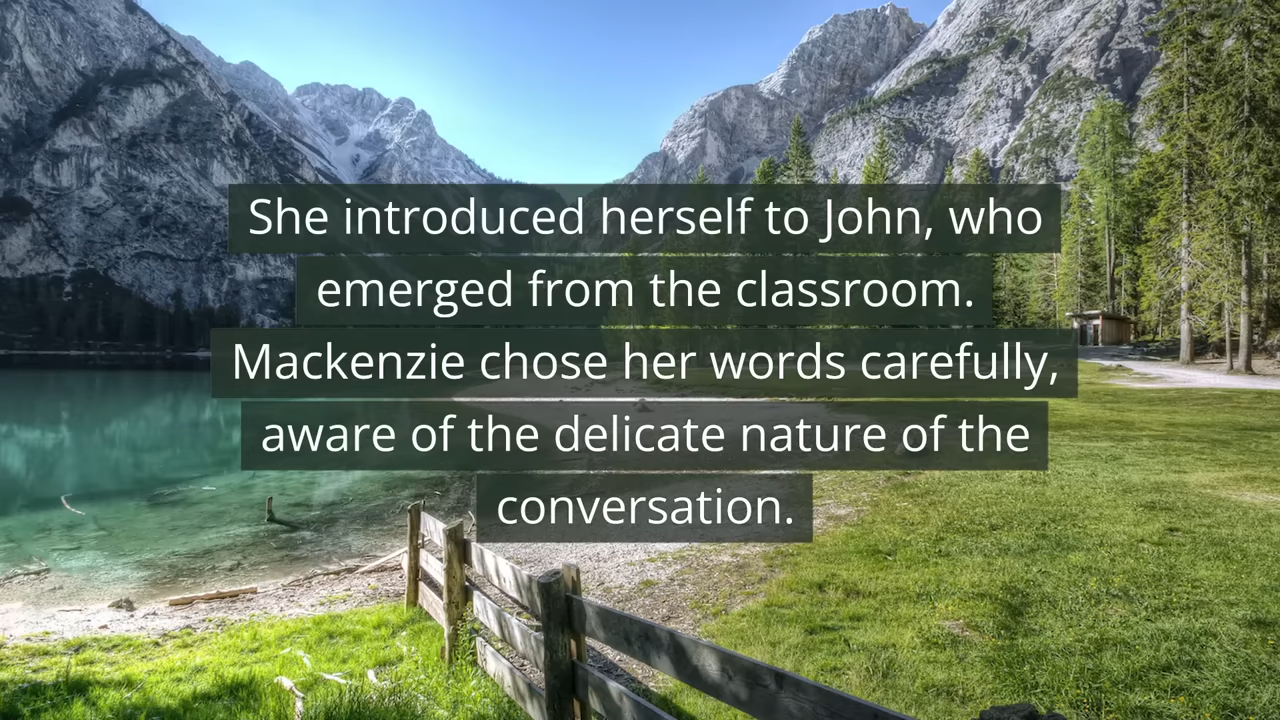 She introduced herself to John, who
emerged from the classroom.
Mackenzie chose her words carefully,
aware of the delicate nature of the
conversation.